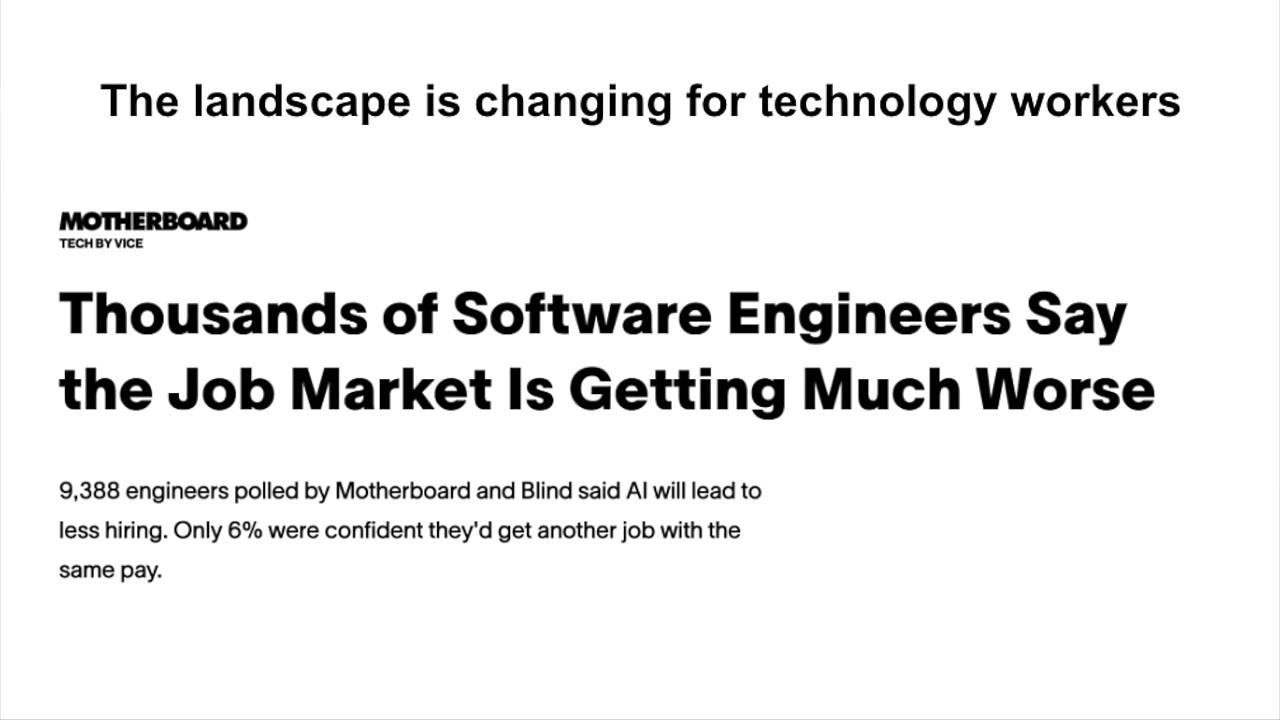 The landscape is changing for technology workers
MOTHERBOARD
TECH BY VICE
Thousands of Software Engineers Say
the Job Market Is Getting Much Worse
9,388 engineers polled by Motherboard and Blind said AI will lead to
less hiring. Only 6% were confident they'd get another job with the
same pay.